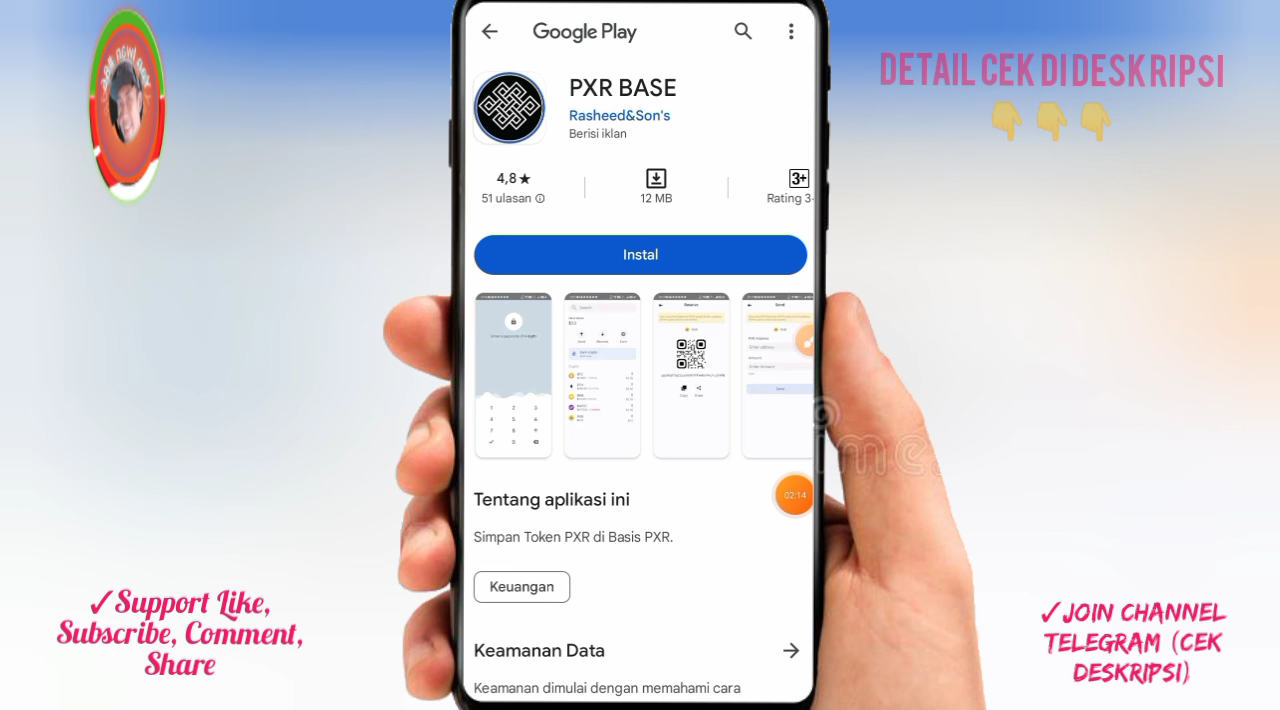 Google Play
DETAIL CEK DI DESKRIPSI
PXR BASE
Rasheed&Son's
Berisi iklan
4,8★
51 ulasan
12 MB
3+
Rating 3+
Instal
Tentang aplikasi ini
02:14
Simpan Token PXR di Basis PXR.
Keuangan
Keamanan Data
Keamanan dimulai dengan memahami cara
✓Support Like,
Subscribe, Comment,
Share
✓JOIN CHANNEL
TELEGRAM (CEK
DESKRIPSI)